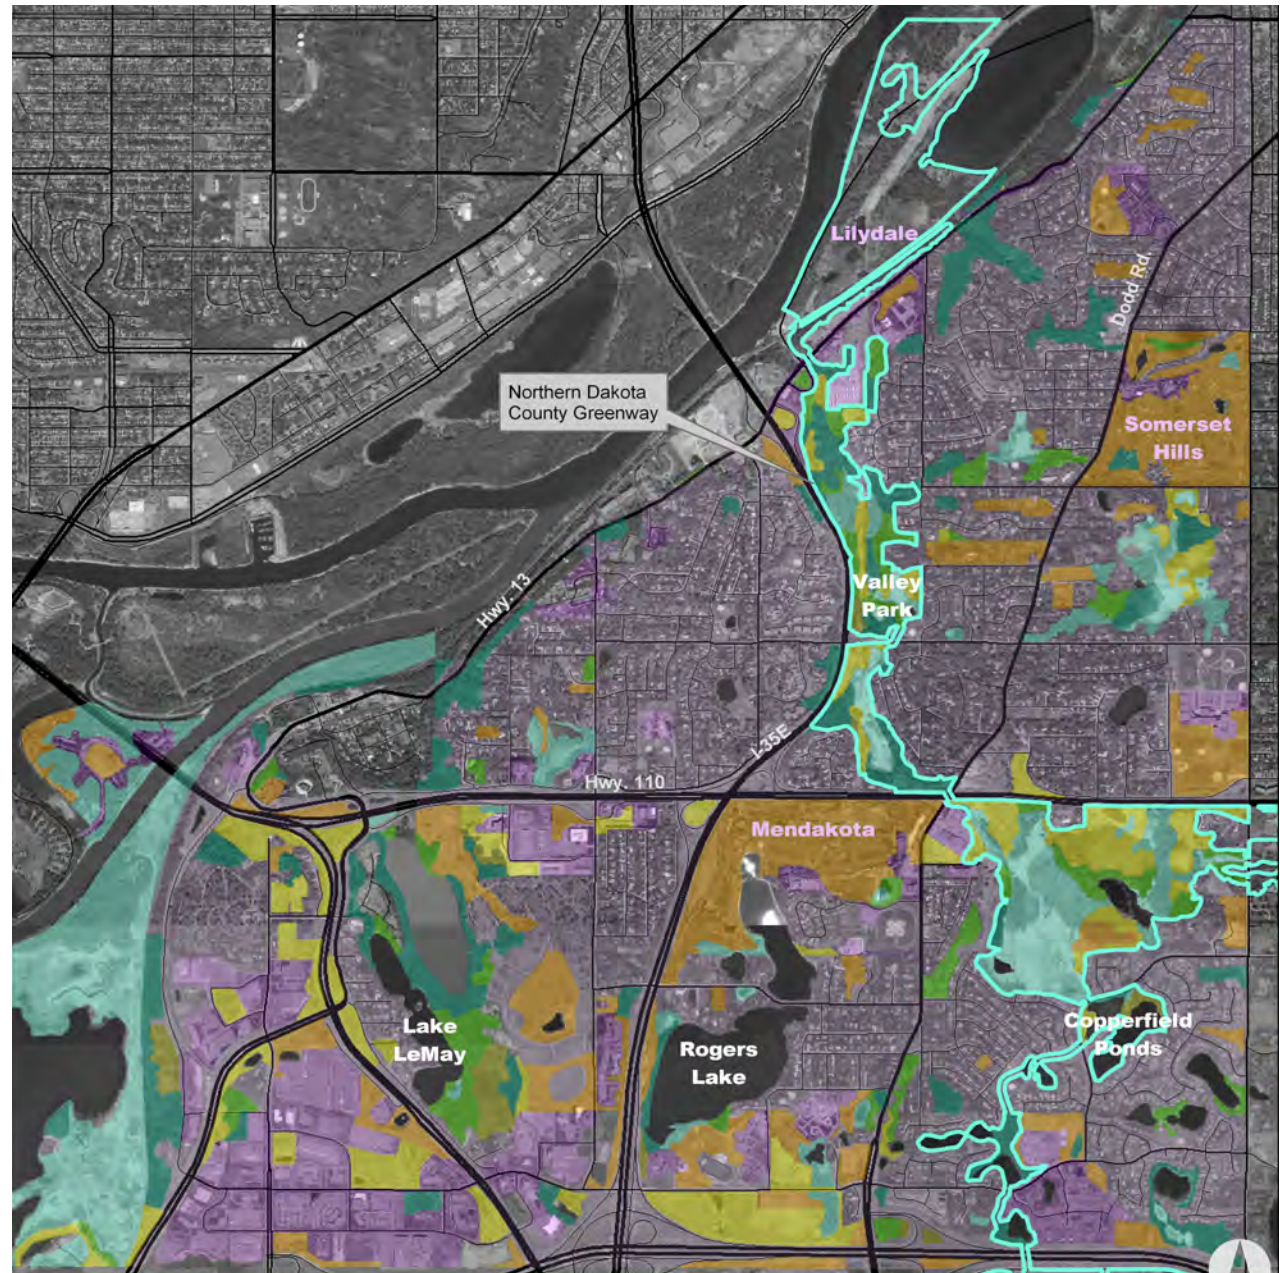 Lilydale
Dodd Rd.
Northern Dakota
County Greenway
Somerset
Hills
Valley
Park
Hwy. 13
I-35E
Hwy. 110
Mendakota
Lake
LeMay
Rogers
Lake
Copperfield
Ponds